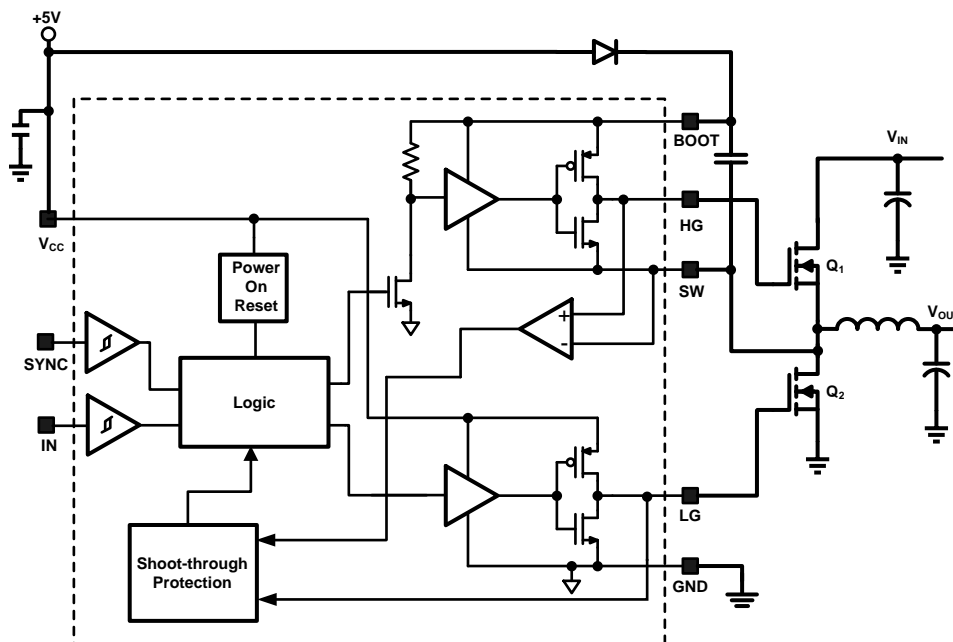 +5V
BOOT
VIN
HG
VCC
Power
On
Reset
Q1
SW
+
-
VOU
SYNC
Logic
Q2
IN
LG
Shoot-through
Protection
GND